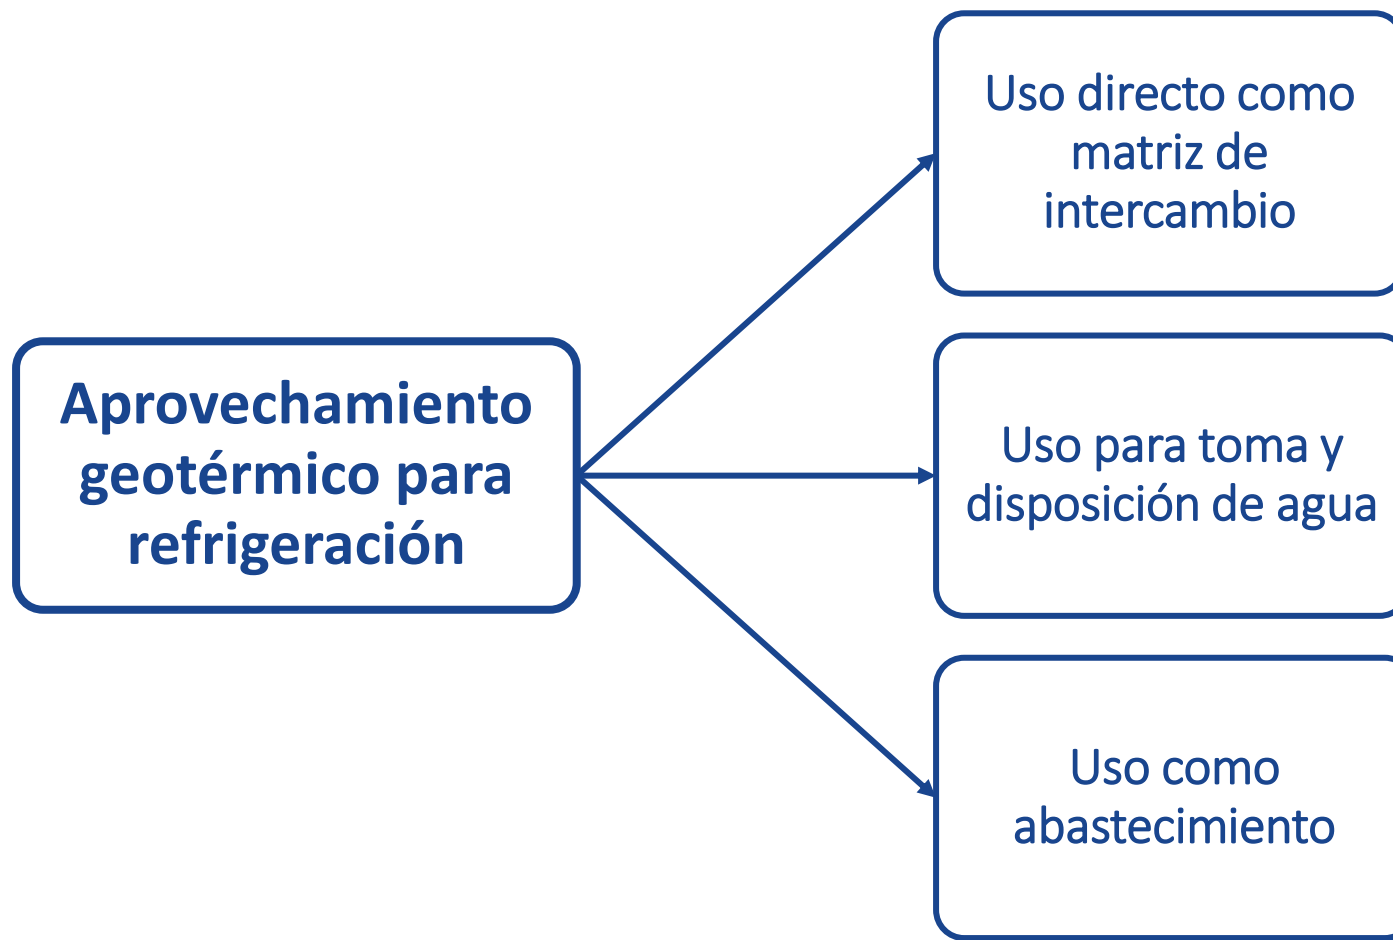 Aprovechamiento
geotérmico para
refrigeración
Uso directo como
matriz de
intercambio
Uso para toma y
disposición de agua
Uso como
abastecimiento